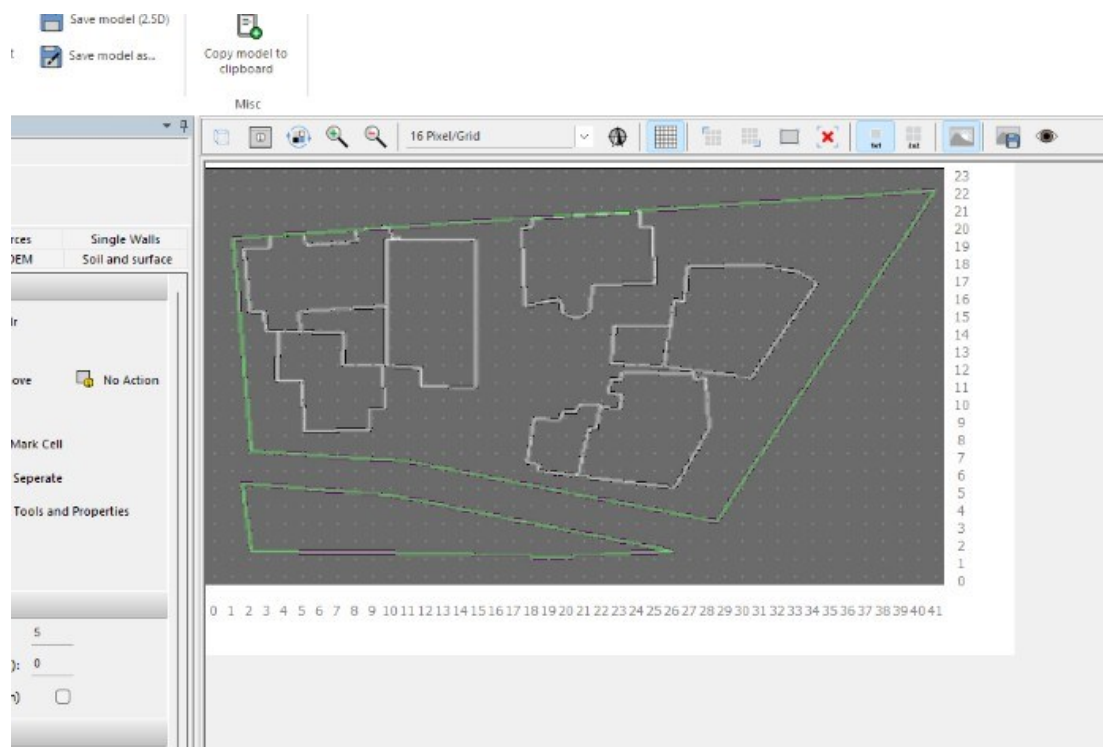 Save model (2.5D)
Save model as...
Copy model to
clipboard
Misc
16 Pixel/Grid
Single Walls
Soil and surface
No Action
Mark Cell
Seperate
Tools and Properties
5
0
23
22
21
20
19
18
17
16
15
14
13
12
11
10
9
8
7
6
5
4
3
2
1
0
0 1 2 3 4 5 6 7 8 9 10 11 12 13 14 15 16 17 18 19 20 21 22 23 24 25 26 27 28 29 30 31 32 33 34 35 36 37 38 39 40 41